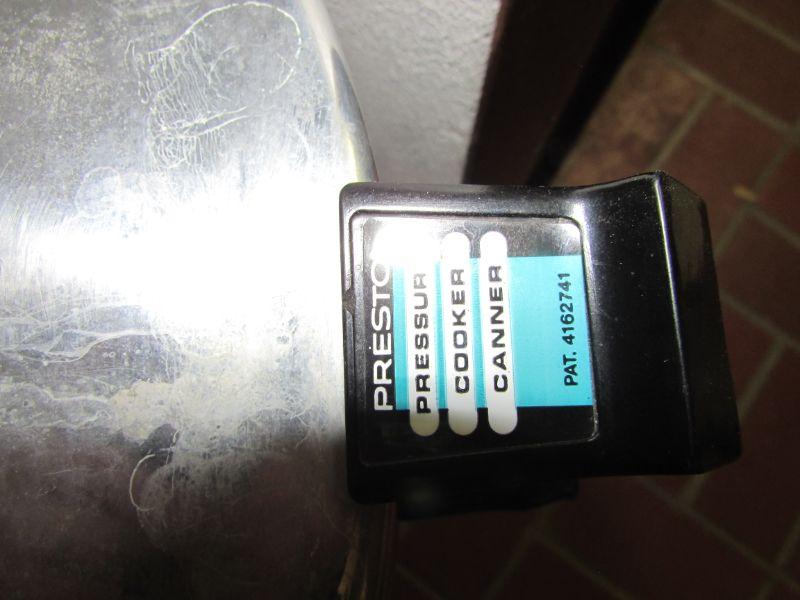 PRESTO
PRESSUR
COOKER
CANNER
PAT. 4162741